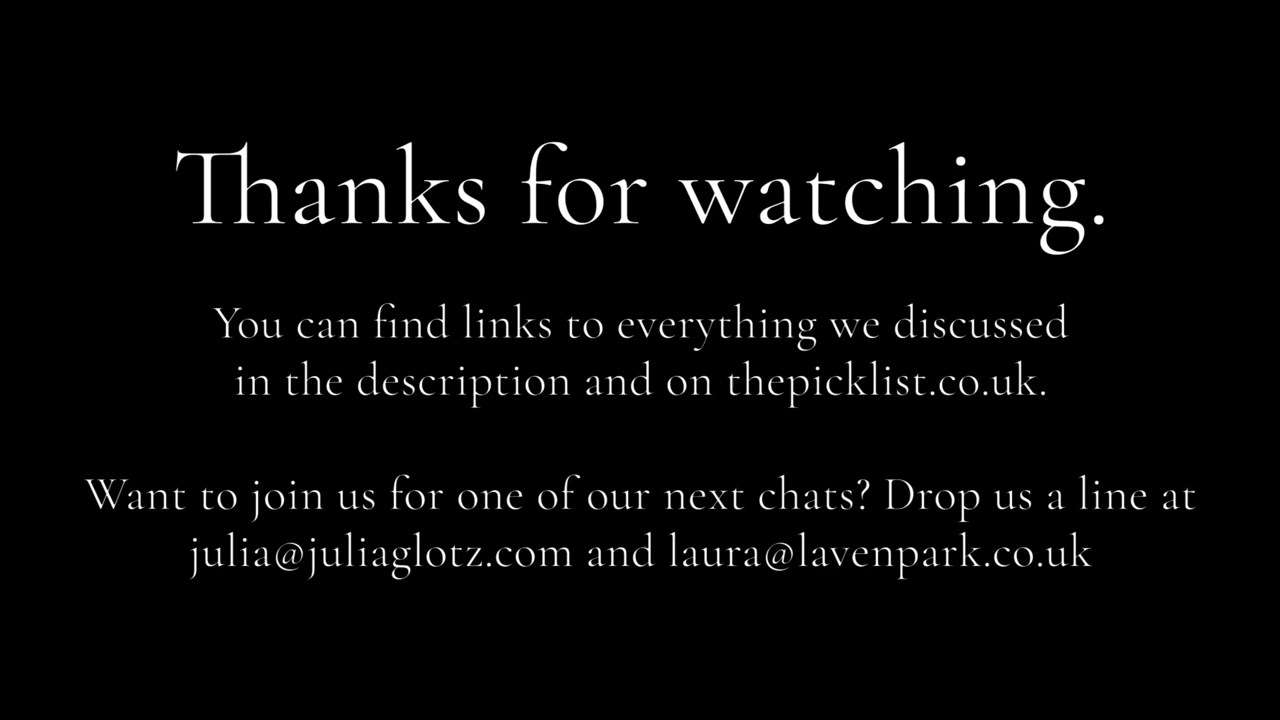 Thanks for watching.
You can find links to everything we discussed
in the description and on thepicklist.co.uk.
Want to join us for one of our next chats? Drop us a line at
julia@juliaglotz.com and laura@lavenpark.co.uk